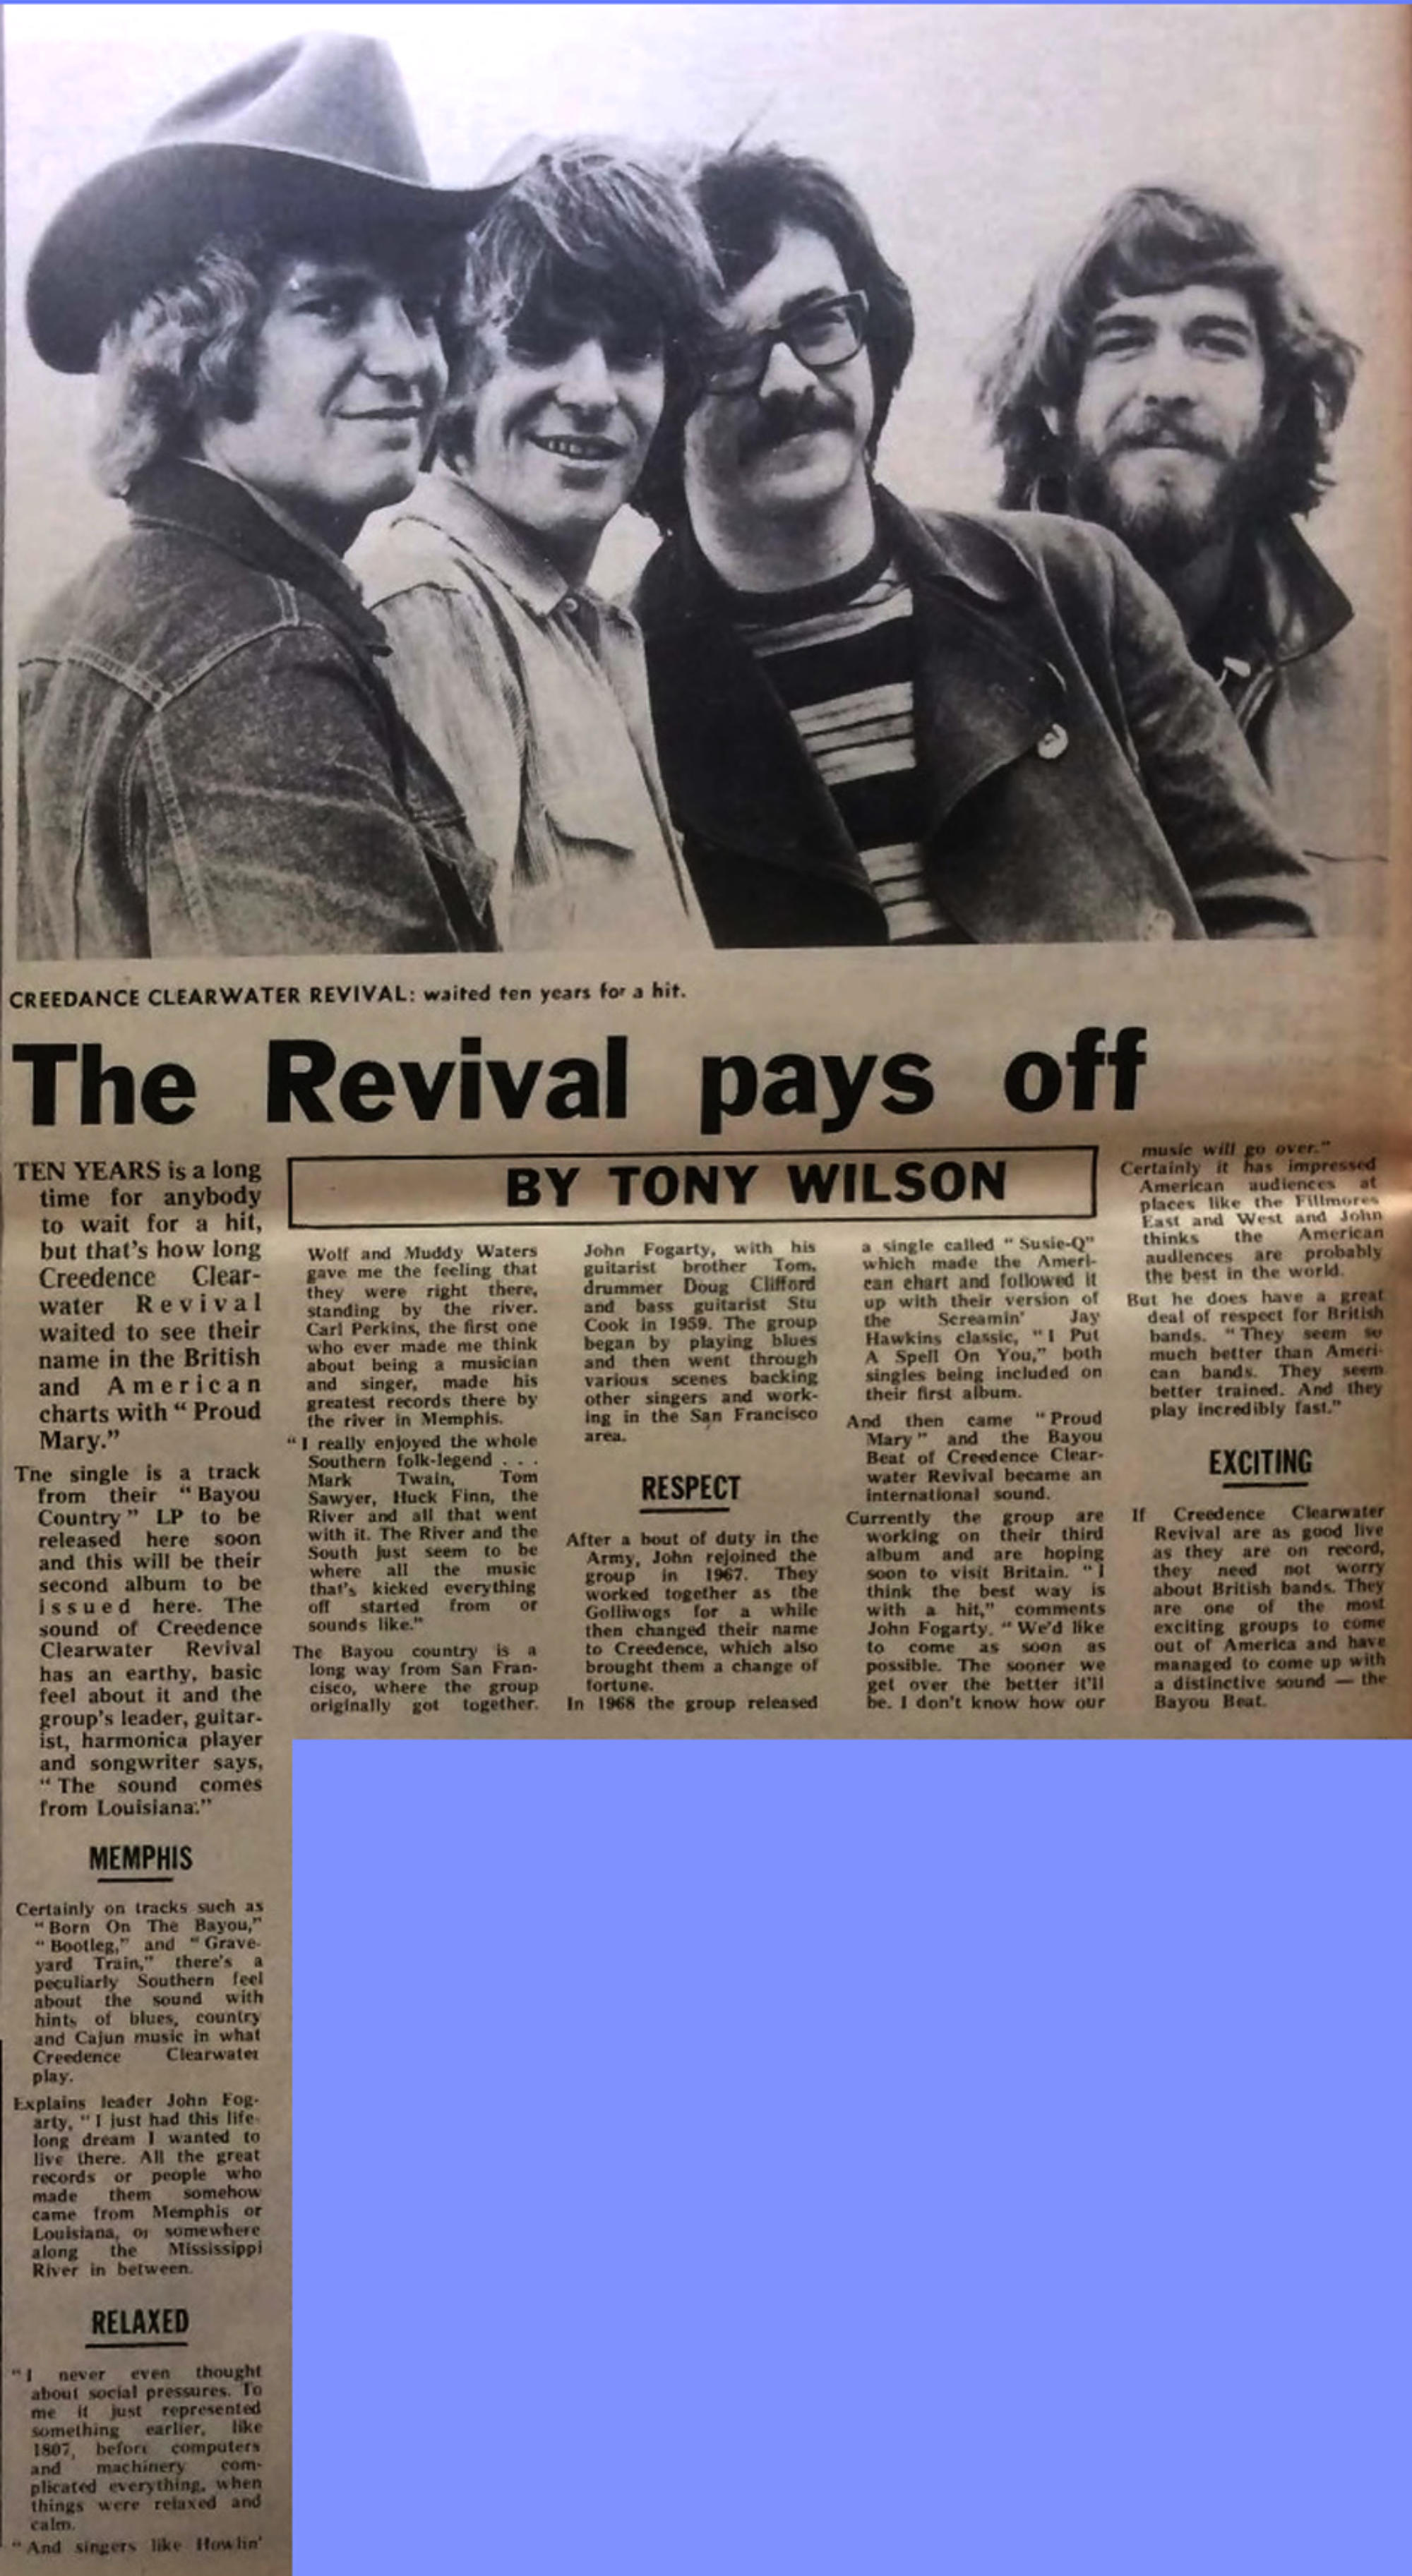 CREEDANCE CLEARWATER REVIVAL: waited ten years for a hit.
The Revival pays off
BY TONY WILSON
TEN YEARS is a long
time for anybody
to wait for a hit,
but that's how long
Creedence Clear-
water Revival
waited to see their
name in the British
and American
charts with " Proud
Mary."
The single is a track
from their " Bayou
Country " LP to be
released here soon
and this will be their
second album to be
issued here. The
sound of Creedence
Clearwater Revival
has an earthy, basic
feel about it and the
group's leader, guitar-
ist, harmonica player
and songwriter says,
" The sound comes
from Louisiana."
MEMPHIS
Certainly on tracks such as
" Born On The Bayou,"
" Bootleg," and " Grave-
yard Train," there's a
peculiarly Southern feel
about the sound with
hints of blues, country
and Cajun music in what
Creedence Clearwater
play.
Explains leader John Fog-
arty, " I just had this life-
long dream I wanted to
live there. All the great
records or people who
made them somehow
came from Memphis or
Louisiana, or somewhere
along the Mississippi
River in between.
RELAXED
" I never even thought
about social pressures. To
me it just represented
something earlier, like
1807, before computers
and machinery com-
plicated everything, when
things were relaxed and
calm.
" And singers like Howlin'
Wolf and Muddy Waters
gave me the feeling that
they were right there,
standing by the river.
Carl Perkins, the first one
who ever made me think
about being a musician
and singer, made his
greatest records there by
the river in Memphis.
" I really enjoyed the whole
Southern folk-legend . . .
Mark Twain, Tom
Sawyer, Huck Finn, the
River and all that went
with it. The River and the
South just seem to be
where all the music
that's kicked everything
off started from or
sounds like."
The Bayou country is a
long way from San Fran-
cisco, where the group
originally got together.
John Fogarty, with his
guitarist brother Tom,
drummer Doug Clifford
and bass guitarist Stu
Cook in 1959. The group
began by playing blues
and then went through
various scenes backing
other singers and work-
ing in the San Francisco
area.
RESPECT
After a bout of duty in the
Army, John rejoined the
group in 1967. They
worked together as the
Golliwogs for a while
then changed their name
to Creedence, which also
brought them a change of
fortune.
In 1968 the group released
a single called " Susie-Q"
which made the Ameri-
can chart and followed it
up with their version of
the Screamin' Jay
Hawkins classic, " I Put
A Spell On You," both
singles being included on
their first album.
And then came " Proud
Mary " and the Bayou
Beat of Creedence Clear-
water Revival became an
international sound.
Currently the group are
working on their third
album and are hoping
soon to visit Britain. " I
think the best way is
with a hit," comments
John Fogarty. " We'd like
to come as soon as
possible. The sooner we
get over the better it'll
be. I don't know how our
music will go over."
Certainly it has impressed
American audiences at
places like the Fillmores
East and West and John
thinks the American
audiences are probably
the best in the world.
But he does have a great
deal of respect for British
bands. " They seem so
much better than Ameri-
can bands. They seem
better trained. And they
play incredibly fast."
EXCITING
If Creedence Clearwater
Revival are as good live
as they are on record,
they need not worry
about British bands. They
are one of the most
exciting groups to come
out of America and have
managed to come up with
a distinctive sound — the
Bayou Beat.